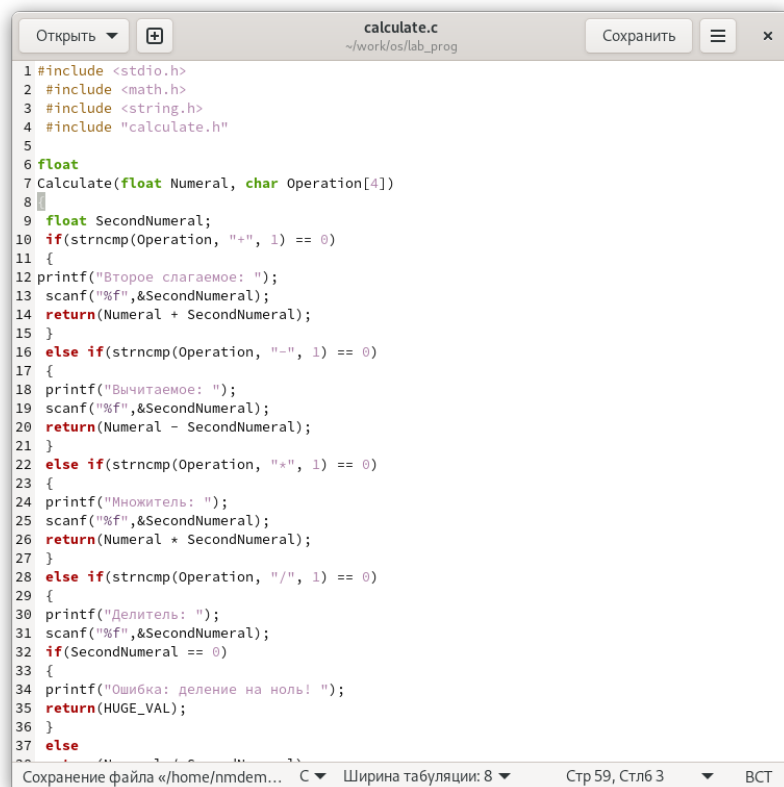 Открыть
calculate.c
~/work/os/lab_prog
Сохранить
1 #include <stdio.h>
2 #include <math.h>
3 #include <string.h>
4 #include "calculate.h"
5
6 float
7 Calculate(float Numeral, char Operation[4])
8 {
9 float SecondNumeral;
10 if(strncmp(Operation, "+", 1) == 0)
11 {
12 printf("Второе слагаемое: ");
13 scanf("%f",&SecondNumeral);
14 return(Numeral + SecondNumeral);
15 }
16 else if(strncmp(Operation, "-", 1) == 0)
17 {
18 printf("Вычитаемое: ");
19 scanf("%f",&SecondNumeral);
20 return(Numeral - SecondNumeral);
21 }
22 else if(strncmp(Operation, "*", 1) == 0)
23 {
24 printf("Множитель: ");
25 scanf("%f",&SecondNumeral);
26 return(Numeral * SecondNumeral);
27 }
28 else if(strncmp(Operation, "/", 1) == 0)
29 {
30 printf("Делитель: ");
31 scanf("%f",&SecondNumeral);
32 if(SecondNumeral == 0)
33 {
34 printf("Ошибка: деление на ноль! ");
35 return(HUGE_VAL);
36 }
37 else
Сохранение файла «/home/nmdem... C Ширина табуляции: 8 Стр 59, Стлб 3 ВСТ